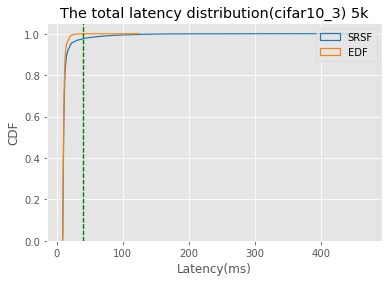 The total latency distribution(cifar10_3) 5k
SRSF
EDF
1.0
0.8
0.6
0.4
0.2
0.0
CDF
0
100
200
300
400
Latency(ms)